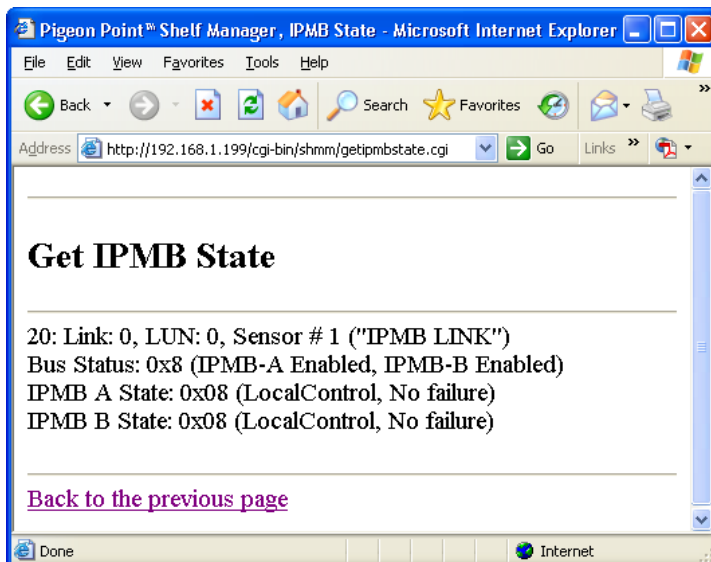 Pigeon Point™ Shelf Manager, IPMB State - Microsoft Internet Explorer
File Edit View Favorites Tools Help
Back Search Favorites »
Address http://192.168.1.199/cgi-bin/shmm/getipmbstate.cgi Go Links »
Get IPMB State
20: Link: 0, LUN: 0, Sensor # 1 ("IPMB LINK")
Bus Status: 0x8 (IPMB-A Enabled, IPMB-B Enabled)
IPMB A State: 0x08 (LocalControl, No failure)
IPMB B State: 0x08 (LocalControl, No failure)
Back to the previous page
Done Internet